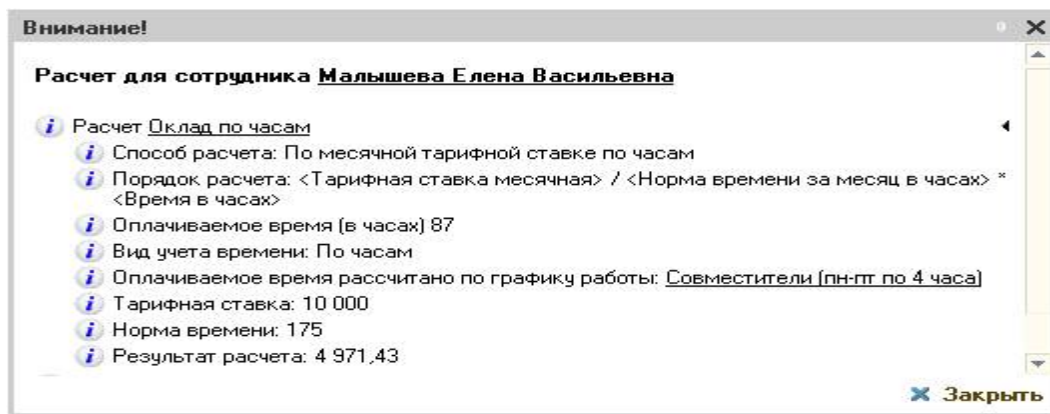 Внимание!
Расчет для сотрудника Малышева Елена Васильевна
Расчет Оклад по часам
Способ расчета: По месячной тарифной ставке по часам
Порядок расчета: <Тарифная ставка месячная> / <Норма времени за месяц в часах> *
<Время в часах>
Оплачиваемое время (в часах) 87
Вид учета времени: По часам
Оплачиваемое время рассчитано по графику работы: Совместители (пн-пт по 4 часа)
Тарифная ставка: 10 000
Норма времени: 175
Результат расчета: 4 971,43
Закрыть